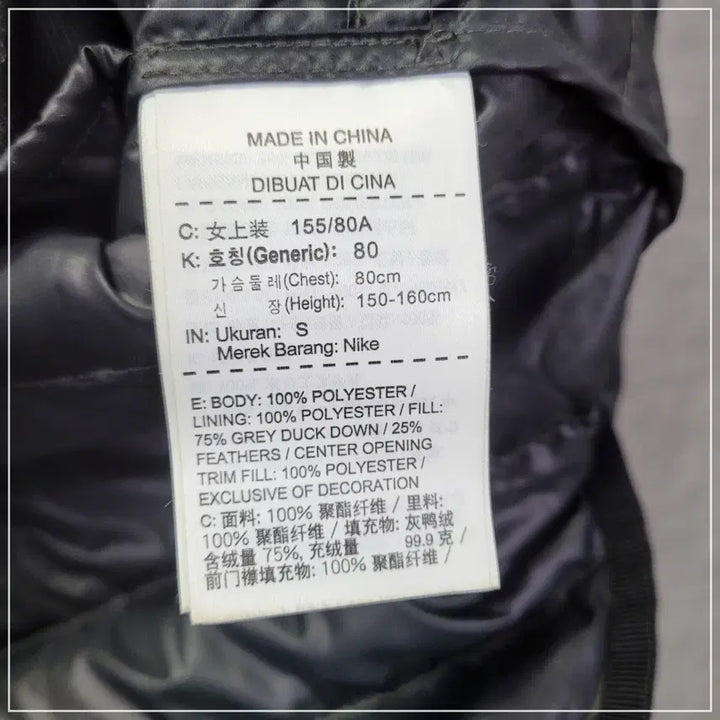 MADE IN CHINA
中国製
DIBUAT DI CINA
C: 女上装 155/80A
K: 호칭(Generic): 80
가슴둘레(Chest): 80cm
신 장(Height): 150-160cm
IN: Ukuran: S
Merek Barang: Nike
E: BODY: 100% POLYESTER /
LINING: 100% POLYESTER / FILL:
75% GREY DUCK DOWN / 25%
FEATHERS / CENTER OPENING
TRIM FILL: 100% POLYESTER /
EXCLUSIVE OF DECORATION
C: 面料: 100% 聚酯纤维 / 里料:
100% 聚酯纤维 / 填充物: 灰鸭绒
含绒量 75%, 充绒量 99.9 克 /
前门襟填充物: 100% 聚酯纤维 /